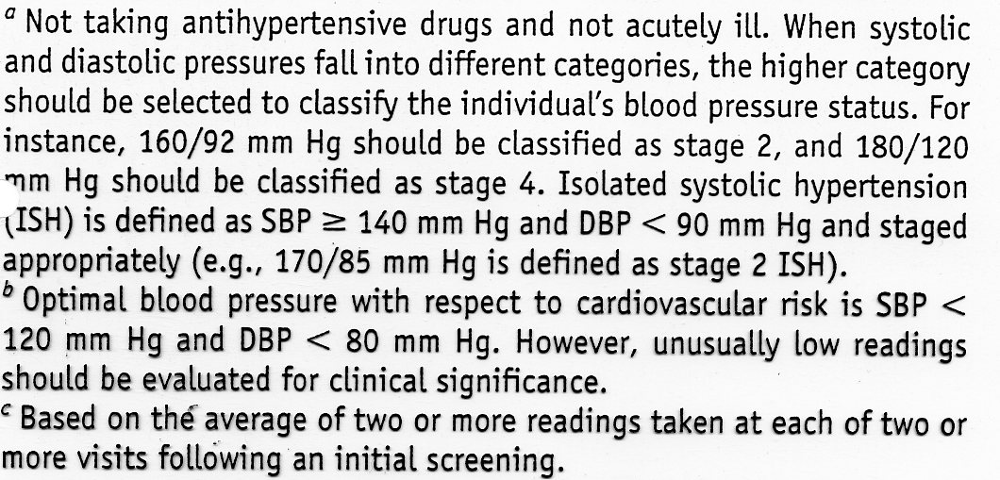 a Not taking antihypertensive drugs and not acutely ill. When systolic
and diastolic pressures fall into different categories, the higher category
should be selected to classify the individual's blood pressure status. For
instance, 160/92 mm Hg should be classified as stage 2, and 180/120
mm Hg should be classified as stage 4. Isolated systolic hypertension
(ISH) is defined as SBP ≥ 140 mm Hg and DBP < 90 mm Hg and staged
appropriately (e.g., 170/85 mm Hg is defined as stage 2 ISH).
b Optimal blood pressure with respect to cardiovascular risk is SBP <
120 mm Hg and DBP < 80 mm Hg. However, unusually low readings
should be evaluated for clinical significance.
c Based on the average of two or more readings taken at each of two or
more visits following an initial screening.